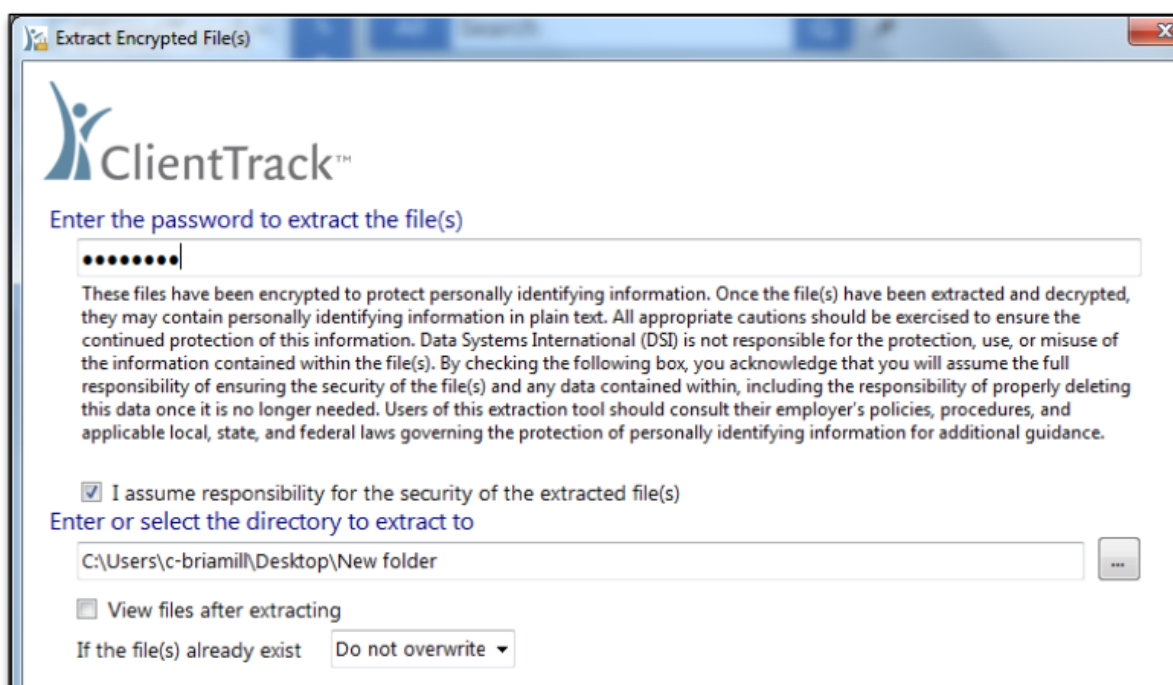 Extract Encrypted File(s)
ClientTrack™
Enter the password to extract the file(s)
These files have been encrypted to protect personally identifying information. Once the file(s) have been extracted and decrypted,
they may contain personally identifying information in plain text. All appropriate cautions should be exercised to ensure the
continued protection of this information. Data Systems International (DSI) is not responsible for the protection, use, or misuse of
the information contained within the file(s). By checking the following box, you acknowledge that you will assume the full
responsibility of ensuring the security of the file(s) and any data contained within, including the responsibility of properly deleting
this data once it is no longer needed. Users of this extraction tool should consult their employer's policies, procedures, and
applicable local, state, and federal laws governing the protection of personally identifying information for additional guidance.
I assume responsibility for the security of the extracted file(s)
Enter or select the directory to extract to
C:\Users\c-briamill\Desktop\New folder
...
View files after extracting
If the file(s) already exist Do not overwrite